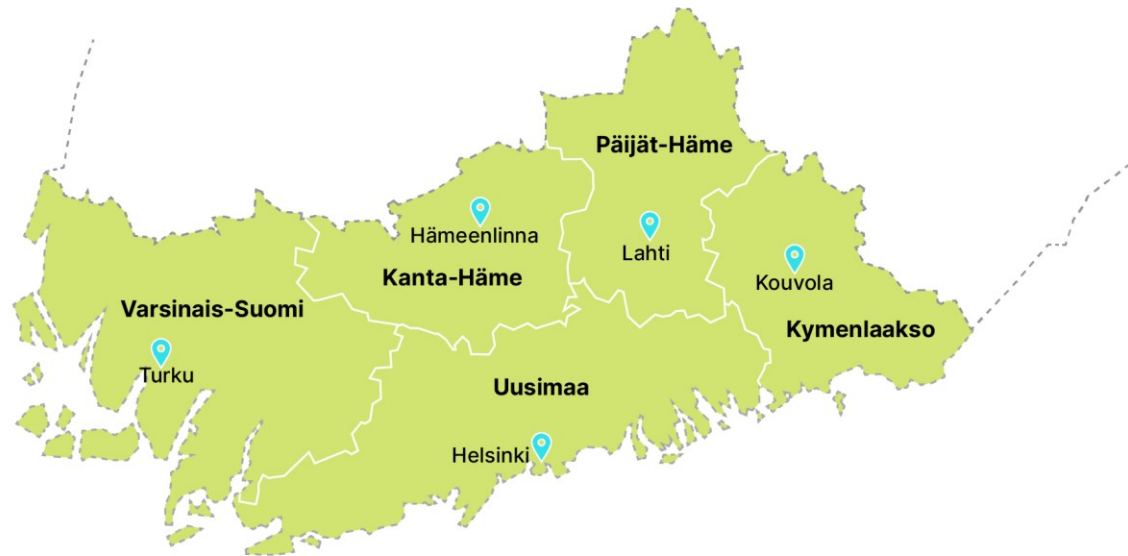 Päijät-Häme
Hämeenlinna
Lahti
Kanta-Häme
Kouvola
Varsinais-Suomi
Kymenlaakso
Turku
Uusimaa
Helsinki